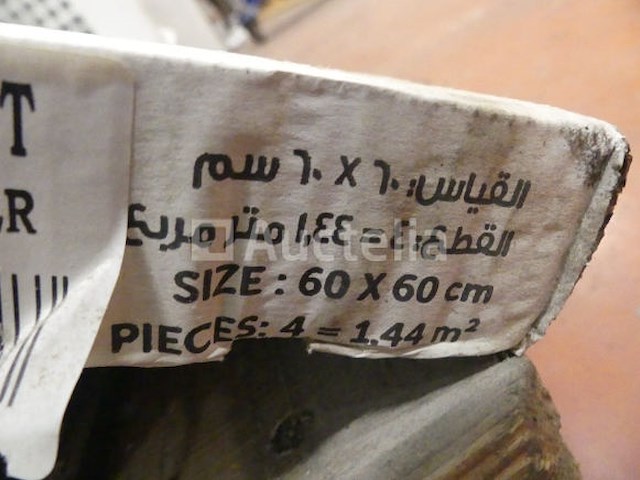 T
R
القياس: ٦٠ X ٦٠ سم
القطع: ٤ = ١,٤٤ متر مربع
Auctelia
SIZE : 60 X 60 cm
PIECES: 4 = 1.44 m²